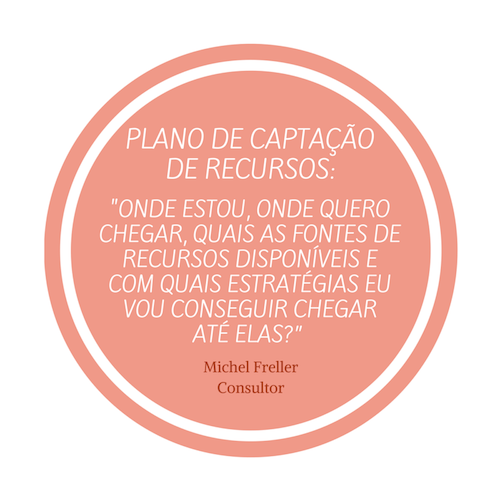 PLANO DE CAPTAÇÃO
DE RECURSOS:
"ONDE ESTOU, ONDE QUERO
CHEGAR, QUAIS AS FONTES DE
RECURSOS DISPONÍVEIS E
COM QUAIS ESTRATÉGIAS EU
VOU CONSEGUIR CHEGAR
ATÉ ELAS?"
Michel Freller
Consultor